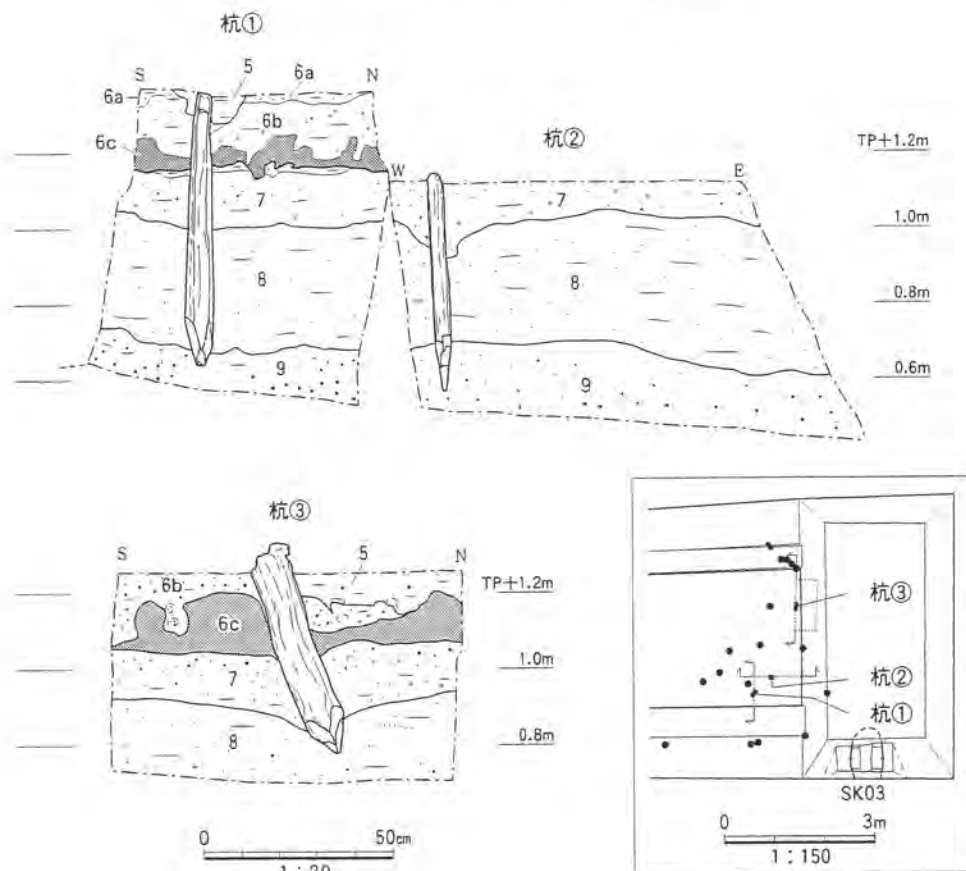 杭①
S 5 6a N
6a
6b
6c
杭②
TP+1.2m
W E
7
7
1.0m
8
8
0.8m
9
9
0.6m
杭③
S 5 N
6b
TP+1.2m
6c
1.0m
7
8
0.8m
0 50cm
杭③
杭②
杭①
SK03
0 3m
1:150